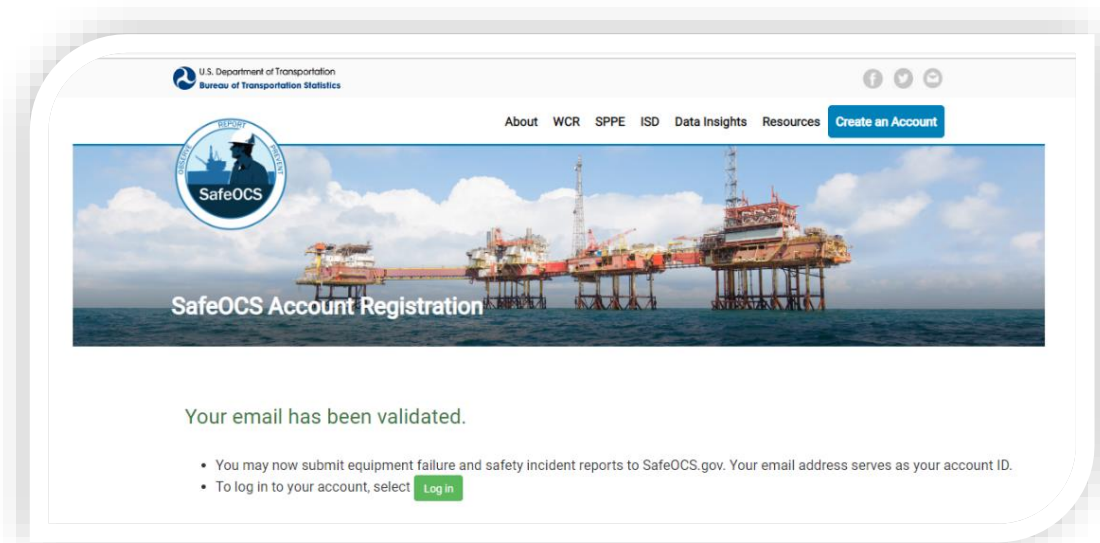 U.S. Department of Transportation
Bureau of Transportation Statistics
About WCR SPPE ISD Data Insights Resources Create an Account
OBSERVE REPORT PREVENT
SafeOCS
SafeOCS Account Registration
Your email has been validated.
• You may now submit equipment failure and safety incident reports to SafeOCS.gov. Your email address serves as your account ID.
• To log in to your account, select Log in